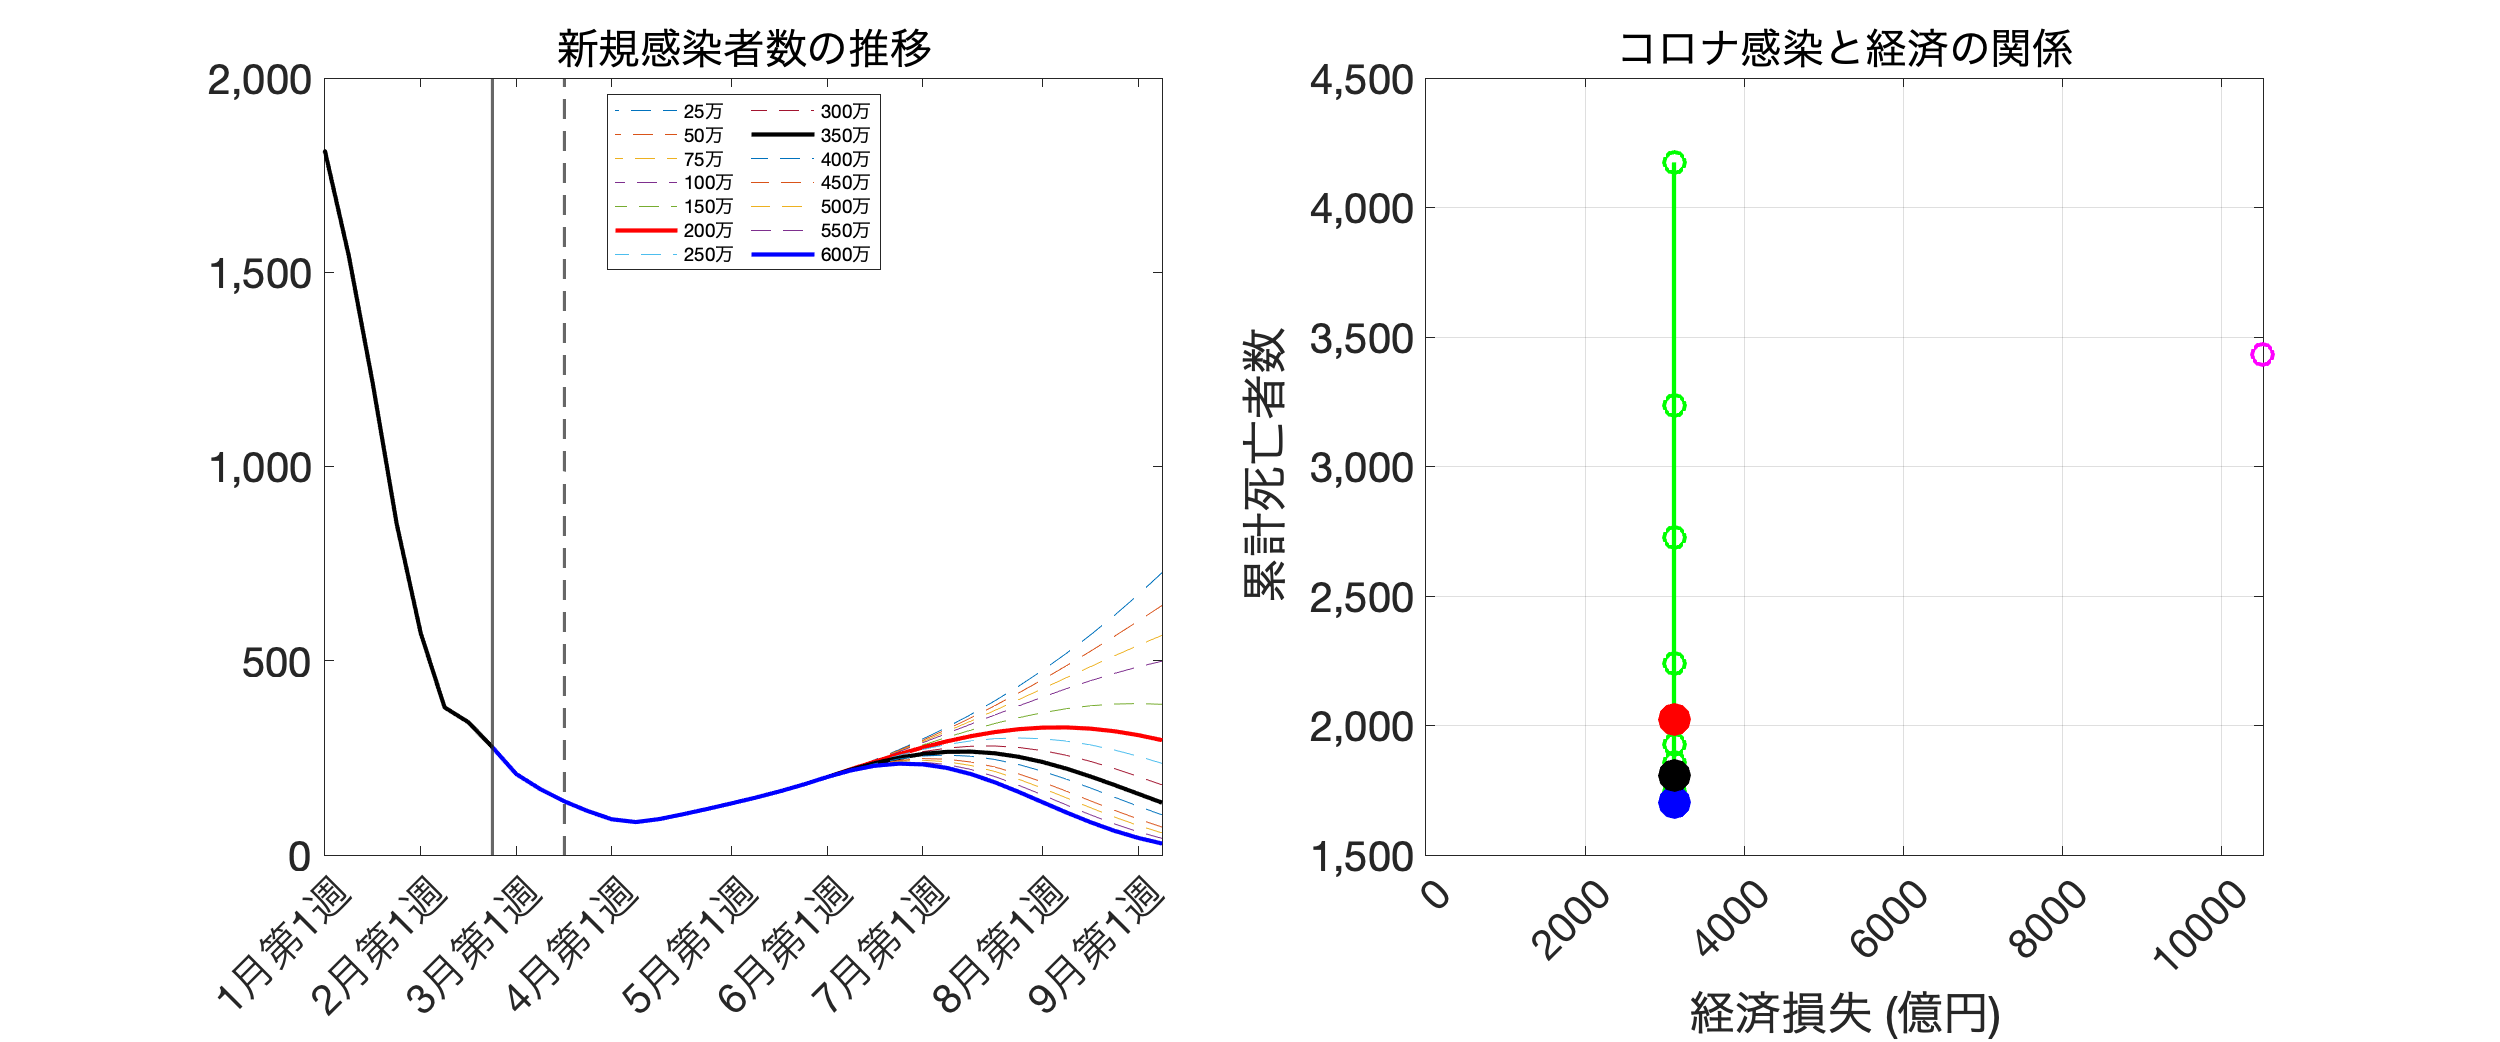 新規感染者数の推移
2,000
1,500
1,000
500
0
25万
50万
75万
100万
150万
200万
250万
300万
350万
400万
450万
500万
550万
600万
1月第1週
2月第1週
3月第1週
4月第1週
5月第1週
6月第1週
7月第1週
8月第1週
9月第1週
コロナ感染と経済の関係
累計死亡者数
4,500
4,000
3,500
3,000
2,500
2,000
1,500
0
2000
4000
6000
8000
10000
経済損失 (億円)